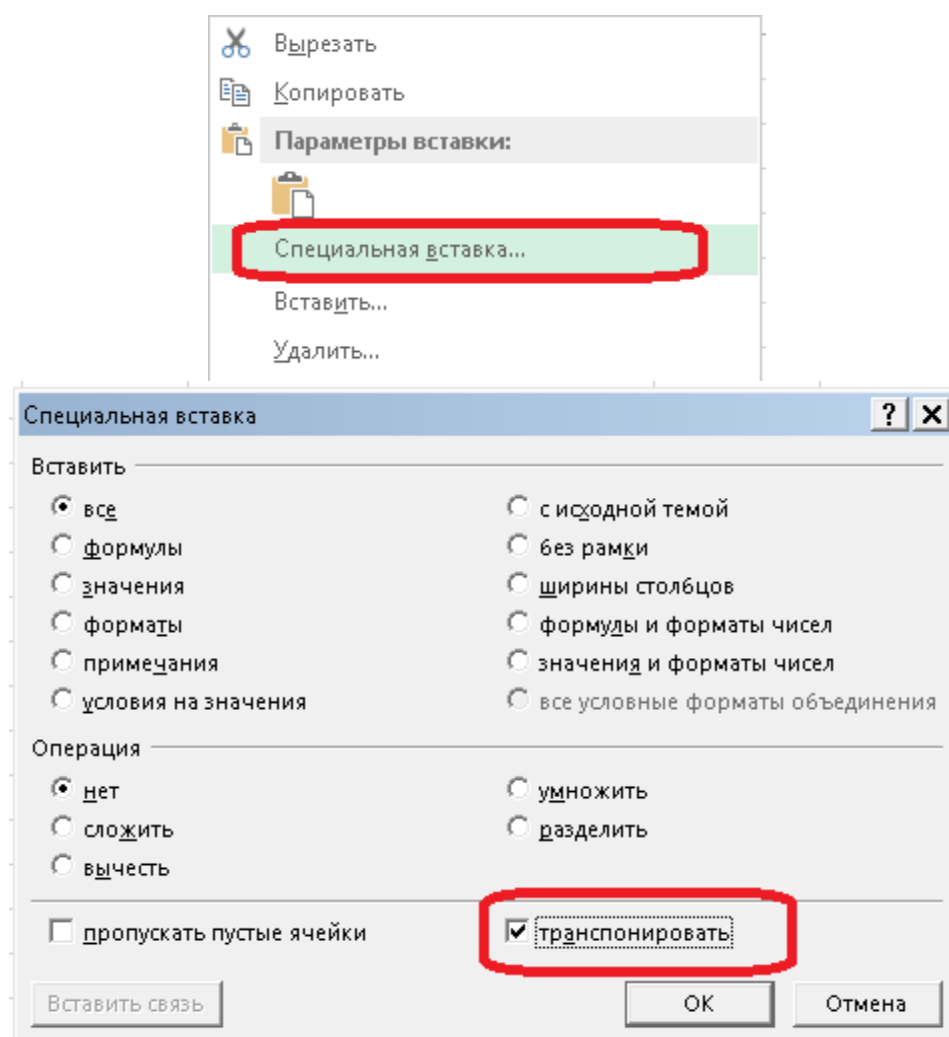 Вырезать
Копировать
Параметры вставки:
Специальная вставка...
Вставить...
Удалить...
Специальная вставка
Вставить
все
с исходной темой
формулы
без рамки
значения
ширины столбцов
форматы
формулы и форматы чисел
примечания
значения и форматы чисел
условия на значения
все условные форматы объединения
Операция
нет
умножить
сложить
разделить
вычесть
пропускать пустые ячейки
транспонировать
Вставить связь
ОК
Отмена